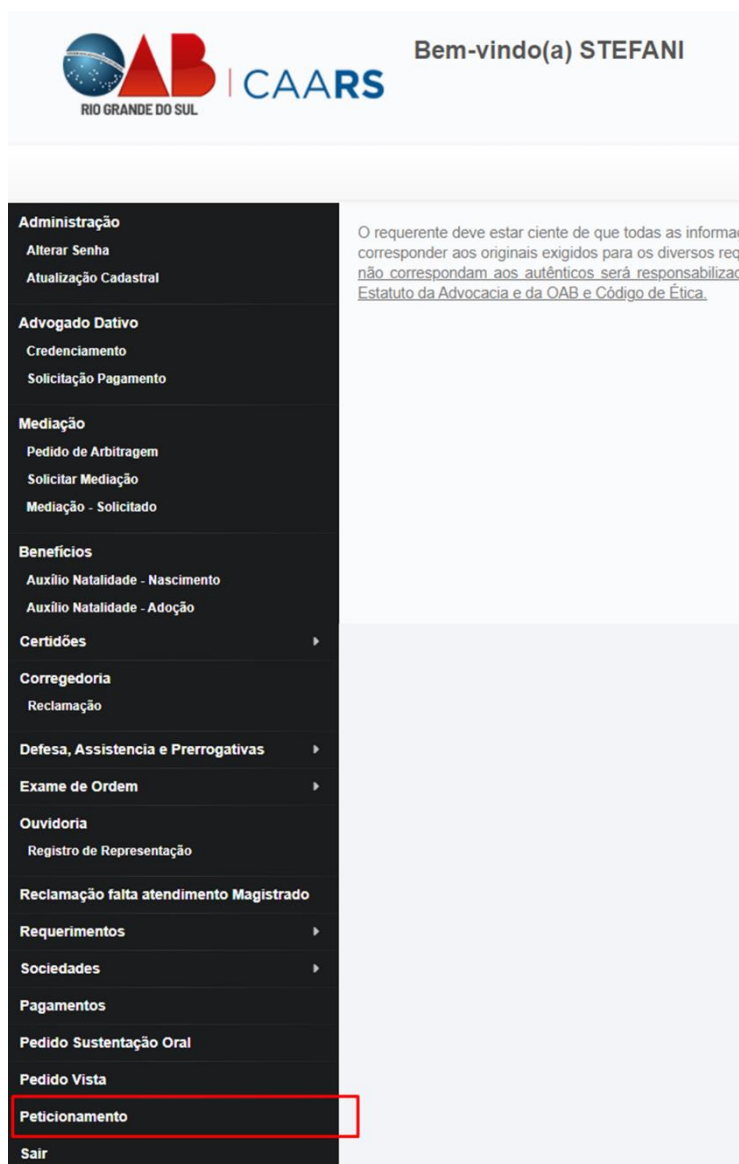 OAB
RIO GRANDE DO SUL
CAARS
Bem-vindo(a) STEFANI
Administração
Alterar Senha
Atualização Cadastral
Advogado Dativo
Credenciamento
Solicitação Pagamento
Mediação
Pedido de Arbitragem
Solicitar Mediação
Mediação - Solicitado
Benefícios
Auxílio Natalidade - Nascimento
Auxílio Natalidade - Adoção
Certidões
Corregedoria
Reclamação
Defesa, Assistencia e Prerrogativas
Exame de Ordem
Ouvidoria
Registro de Representação
Reclamação falta atendimento Magistrado
Requerimentos
Sociedades
Pagamentos
Pedido Sustentação Oral
Pedido Vista
Peticionamento
Sair
O requerente deve estar ciente de que todas as
corresponder aos originais exigidos para os diversos
não correspondam aos autênticos será
Estatuto da Advocacia e da OAB e Código de Ética.